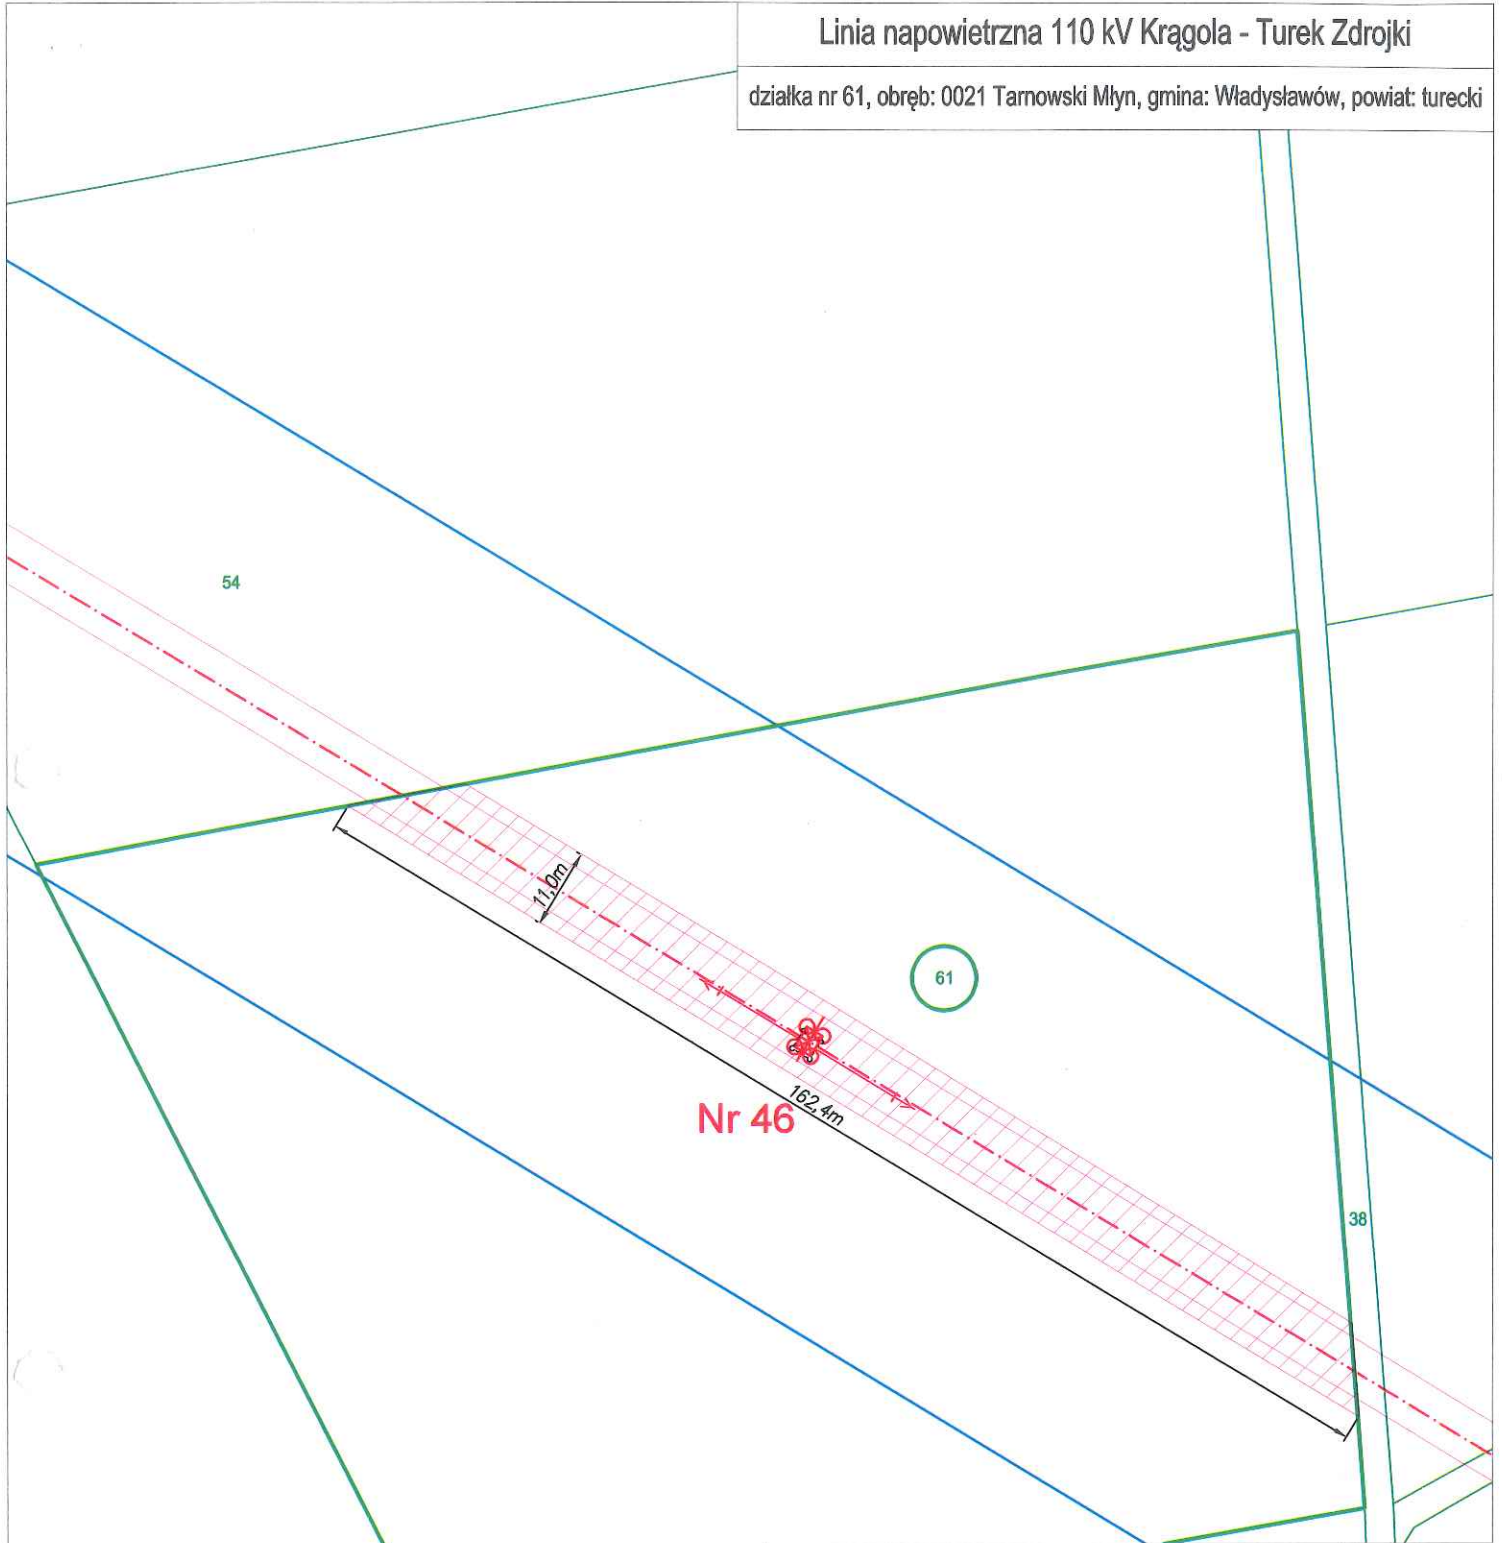 Linia napowietrzna 110 kV Krągola - Turek Zdrojki
działka nr 61, obręb: 0021 Tarnowski Młyn, gmina: Władysławów, powiat: turecki
54
11,0m
61
162,4m
Nr 46
38